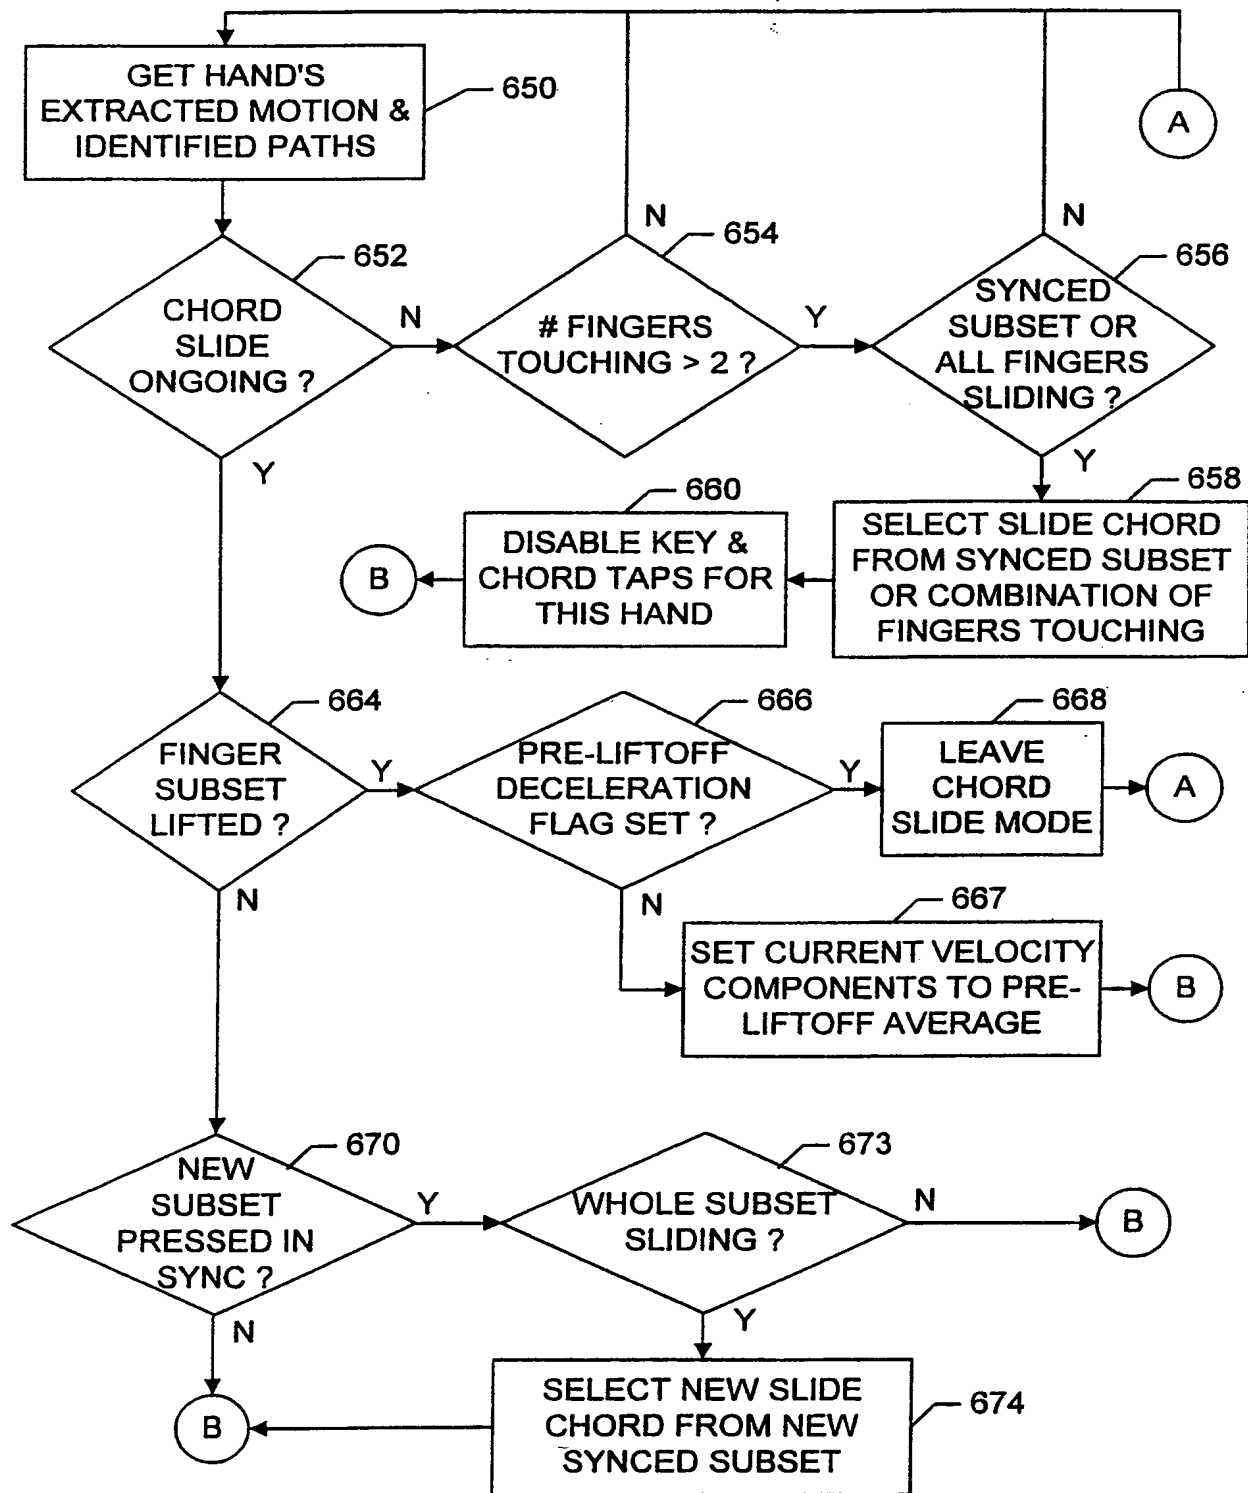 GET HAND'S
EXTRACTED MOTION &
IDENTIFIED PATHS
650
A
652
CHORD
SLIDE
ONGOING ?
N
Y
N
654
# FINGERS
TOUCHING > 2 ?
Y
N
656
SYNCED
SUBSET OR
ALL FINGERS
SLIDING ?
Y
658
SELECT SLIDE CHORD
FROM SYNCED SUBSET
OR COMBINATION OF
FINGERS TOUCHING
660
DISABLE KEY &
CHORD TAPS FOR
THIS HAND
B
664
FINGER
SUBSET
LIFTED ?
Y
N
666
PRE-LIFTOFF
DECELERATION
FLAG SET ?
Y
N
668
LEAVE
CHORD
SLIDE MODE
A
667
SET CURRENT VELOCITY
COMPONENTS TO PRE-
LIFTOFF AVERAGE
B
670
NEW
SUBSET
PRESSED IN
SYNC ?
Y
N
673
WHOLE SUBSET
SLIDING ?
N
B
Y
674
SELECT NEW SLIDE
CHORD FROM NEW
SYNCED SUBSET
B